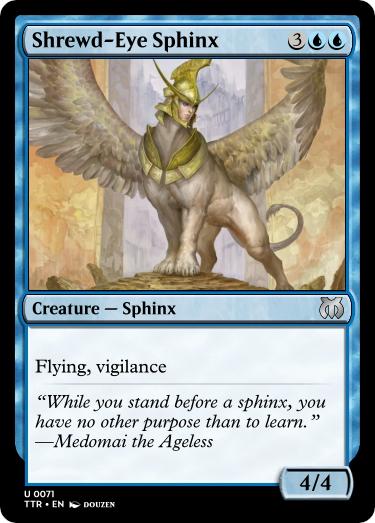 Shrewd-Eye Sphinx 3
Creature — Sphinx
Flying, vigilance
“While you stand before a sphinx, you
have no other purpose than to learn.”
—Medomai the Ageless
4/4
U 0071
TTR • EN DOUZEN